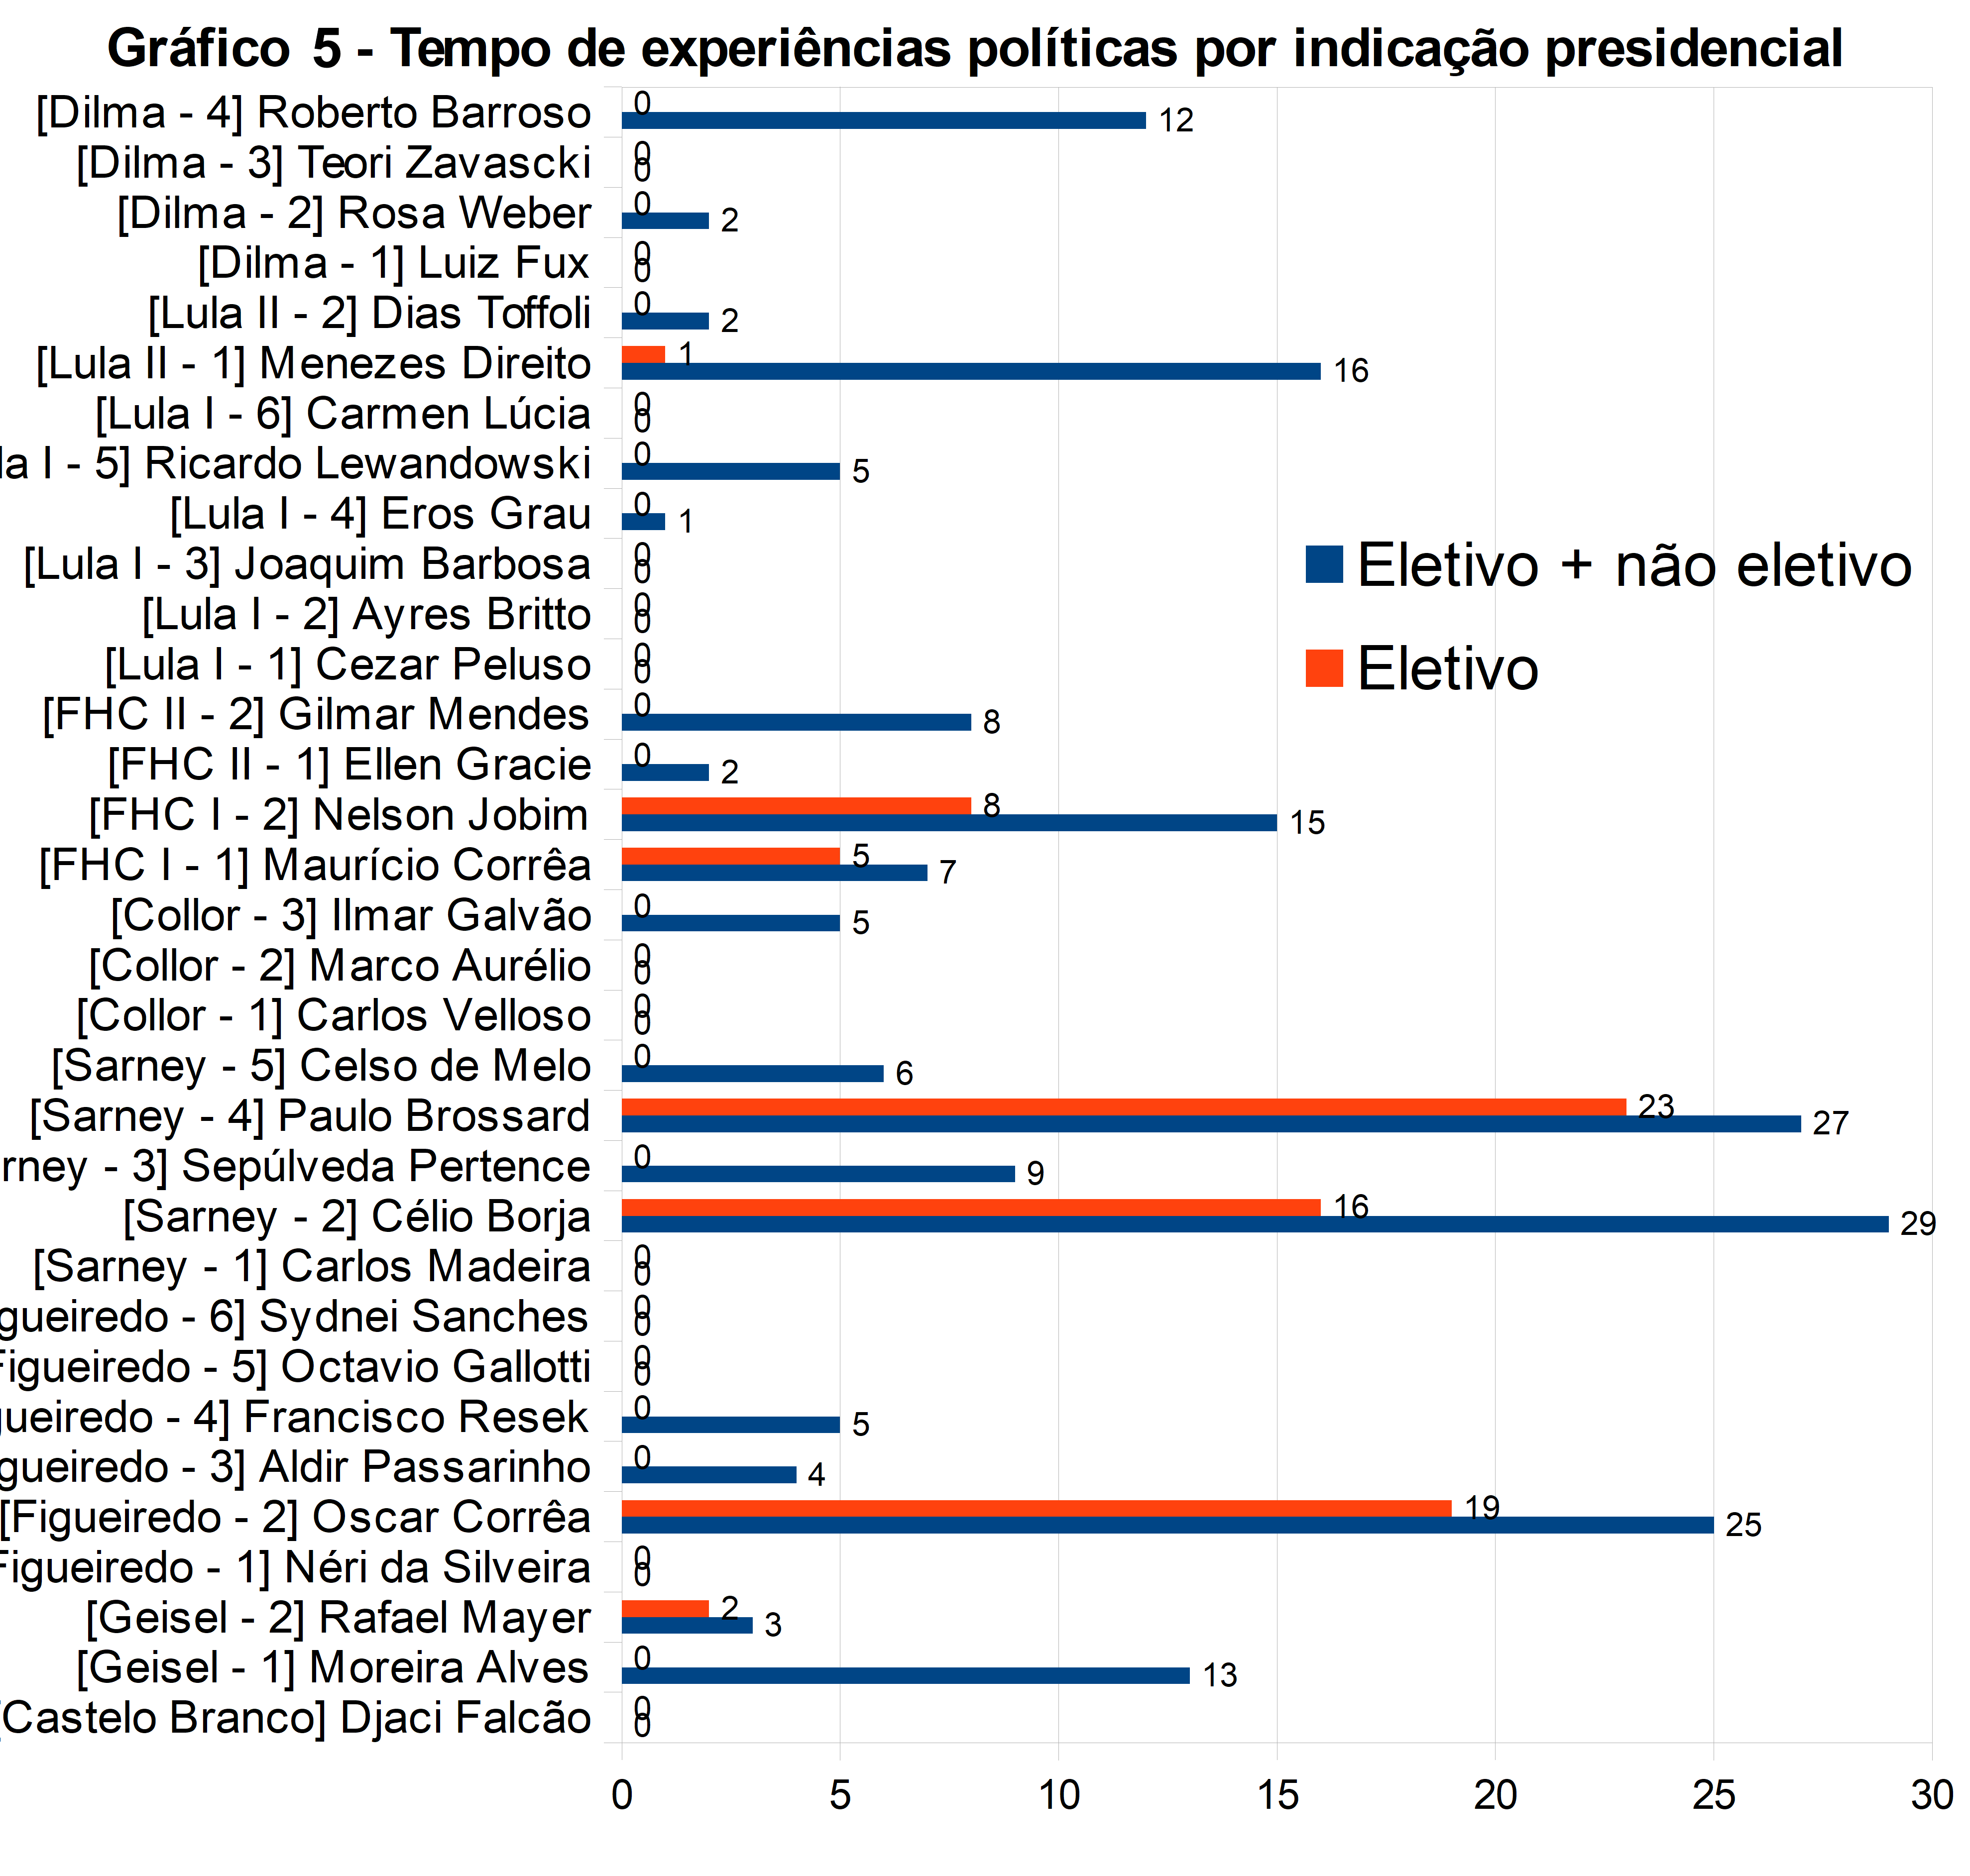 Gráfico 5 - Tempo de experiências políticas por indicação presidencial
[Dilma - 4] Roberto Barroso 0 12
[Dilma - 3] Teori Zavascki 0 0
[Dilma - 2] Rosa Weber 0 2
[Dilma - 1] Luiz Fux 0 0
[Lula II - 2] Dias Toffoli 0 2
[Lula II - 1] Menezes Direito 1 16
[Lula I - 6] Carmen Lúcia 0 0
la I - 5] Ricardo Lewandowski 0 5
[Lula I - 4] Eros Grau 0 1
Eletivo + não eletivo
[Lula I - 3] Joaquim Barbosa 0 0
[Lula I - 2] Ayres Britto 0 0
[Lula I - 1] Cezar Peluso 0 0
Eletivo
[FHC II - 2] Gilmar Mendes 0 8
[FHC II - 1] Ellen Gracie 0 2
[FHC I - 2] Nelson Jobim 8 15
[FHC I - 1] Maurício Corrêa 5 7
[Collor - 3] Ilmar Galvão 0 5
[Collor - 2] Marco Aurélio 0 0
[Collor - 1] Carlos Velloso 0 0
[Sarney - 5] Celso de Melo 0 6
[Sarney - 4] Paulo Brossard 23 27
rney - 3] Sepúlveda Pertence 0 9
[Sarney - 2] Célio Borja 16 29
[Sarney - 1] Carlos Madeira 0 0
gueiredo - 6] Sydnei Sanches 0 0
Figueiredo - 5] Octavio Gallotti 0 0
gueiredo - 4] Francisco Resek 0 5
gueiredo - 3] Aldir Passarinho 0 4
[Figueiredo - 2] Oscar Corrêa 19 25
Figueiredo - 1] Néri da Silveira 0 0
[Geisel - 2] Rafael Mayer 2 3
[Geisel - 1] Moreira Alves 0 13
[Castelo Branco] Djaci Falcão 0 0
0 5 10 15 20 25 30